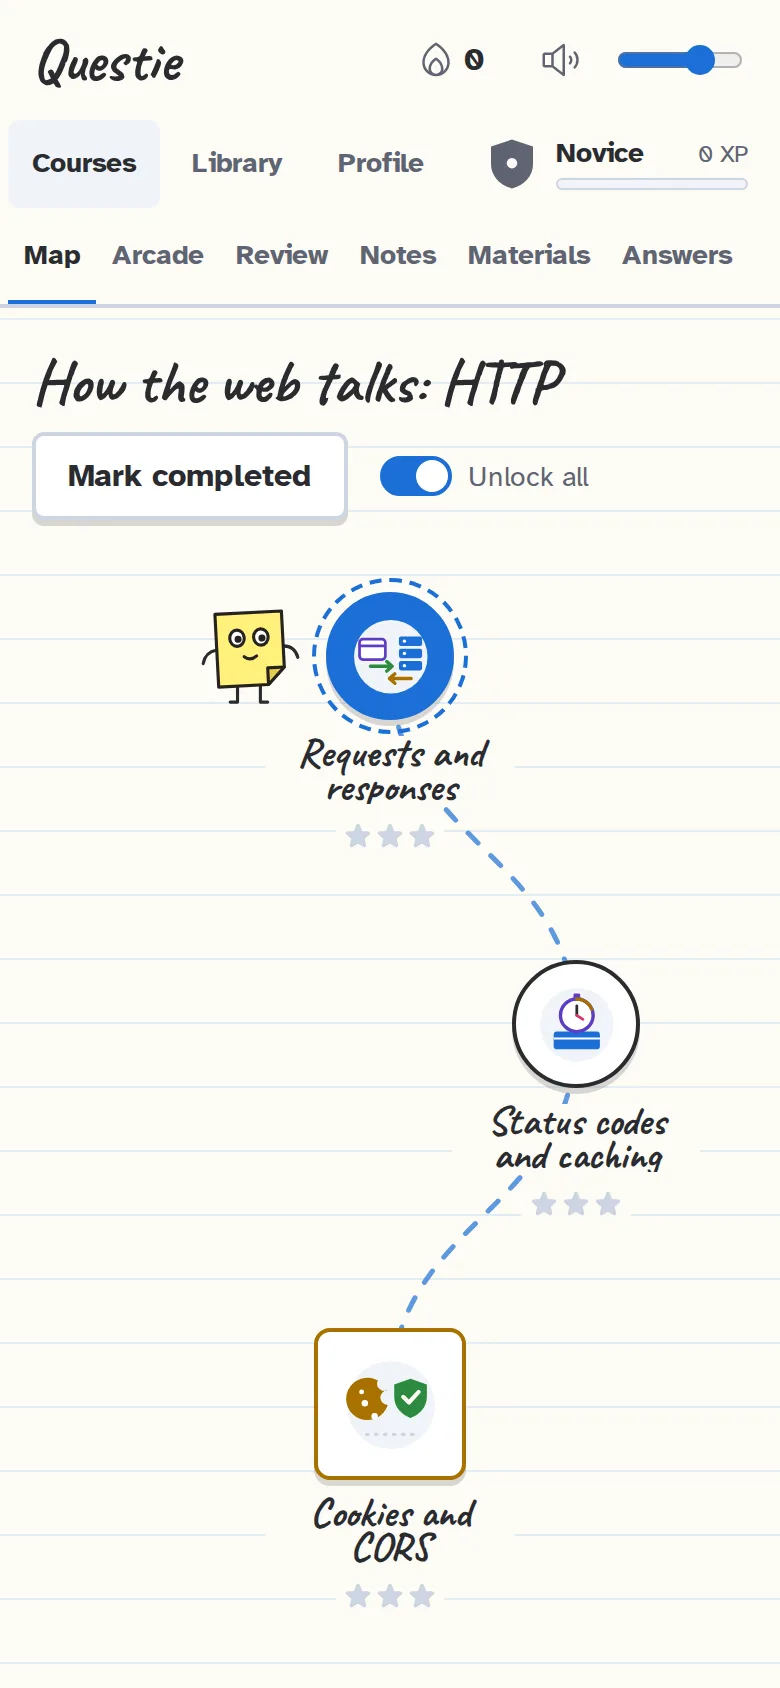 Questie
0
Courses Library Profile
Novice 0 XP
Map Arcade Review Notes Materials Answers
How the web talks: HTTP
Mark completed
Unlock all
Requests and
responses
Status codes
and caching
Cookies and
CORS